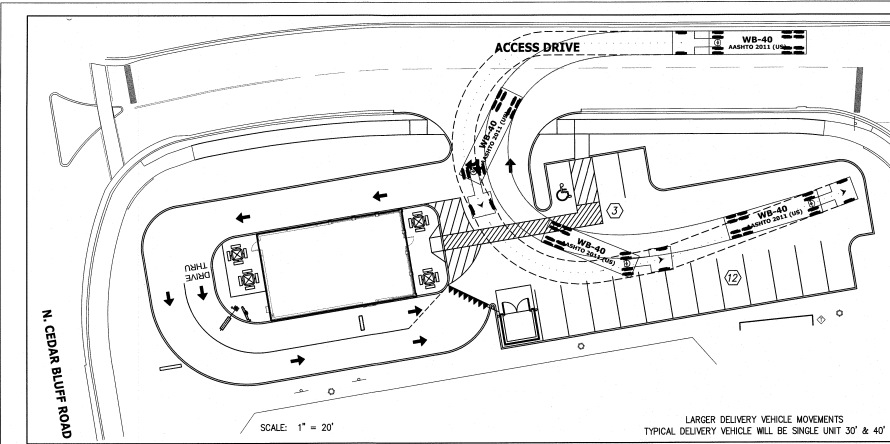 WB-40
AASHTO 2011 (US)
ACCESS DRIVE
WB-40
AASHTO 2011 (US)
3
WB-40
AASHTO 2011 (US)
WB-40
AASHTO 2011 (US)
12
DRIVE
THRU
N. CEDAR BLUFF ROAD
SCALE: 1" = 20'
LARGER DELIVERY VEHICLE MOVEMENTS
TYPICAL DELIVERY VEHICLE WILL BE SINGLE UNIT 30' & 40'